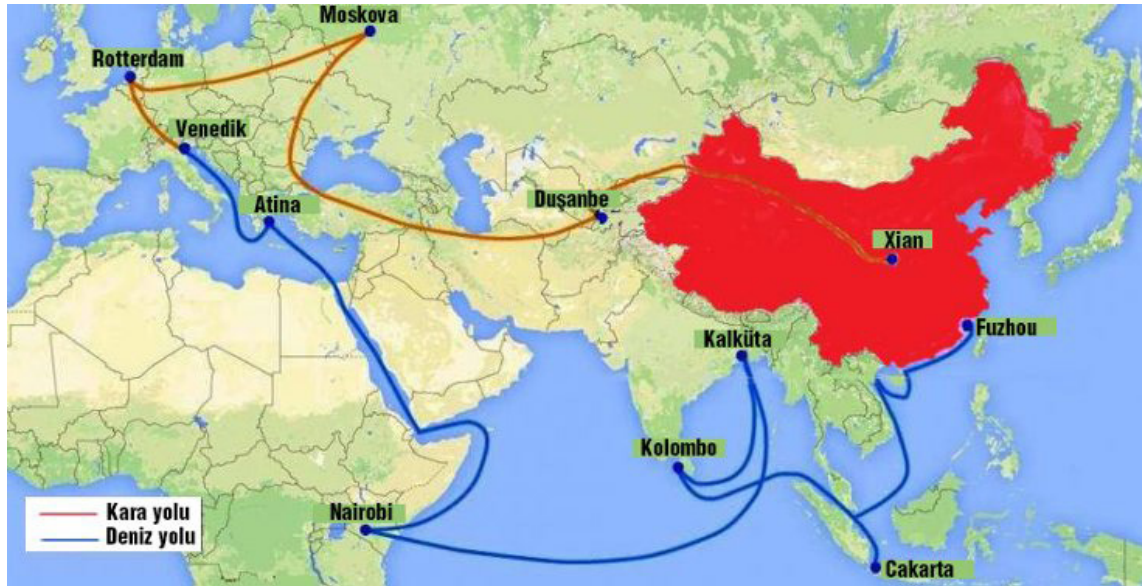 Moskova
Rotterdam
Venedik
Atina
Duşanbe
Xian
Fuzhou
Kalküta
Kolombo
Nairobi
Cakarta
Kara yolu
Deniz yolu